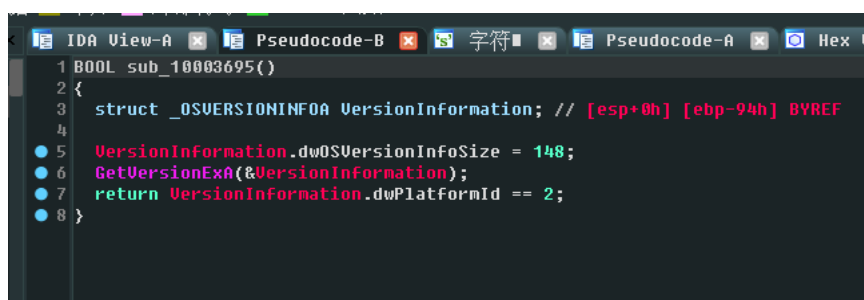 IDA View-A Pseudocode-B 's' 字符 Pseudocode-A Hex
1 BOOL sub_10003695()
2 {
3 struct _OSVERSIONINFOA VersionInformation; // [esp+0h] [ebp-94h] BYREF
4
5 VersionInformation.dwOSVersionInfoSize = 148;
6 GetVersionExA(&VersionInformation);
7 return VersionInformation.dwPlatformId == 2;
8 }